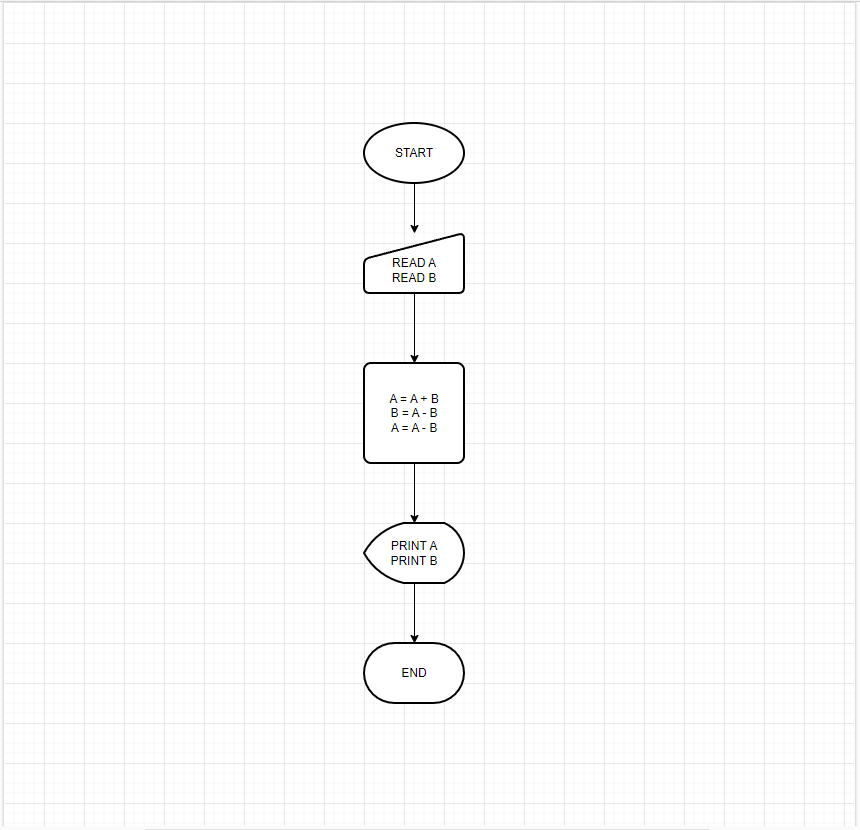 START
READ A
READ B
A = A + B
B = A - B
A = A - B
PRINT A
PRINT B
END